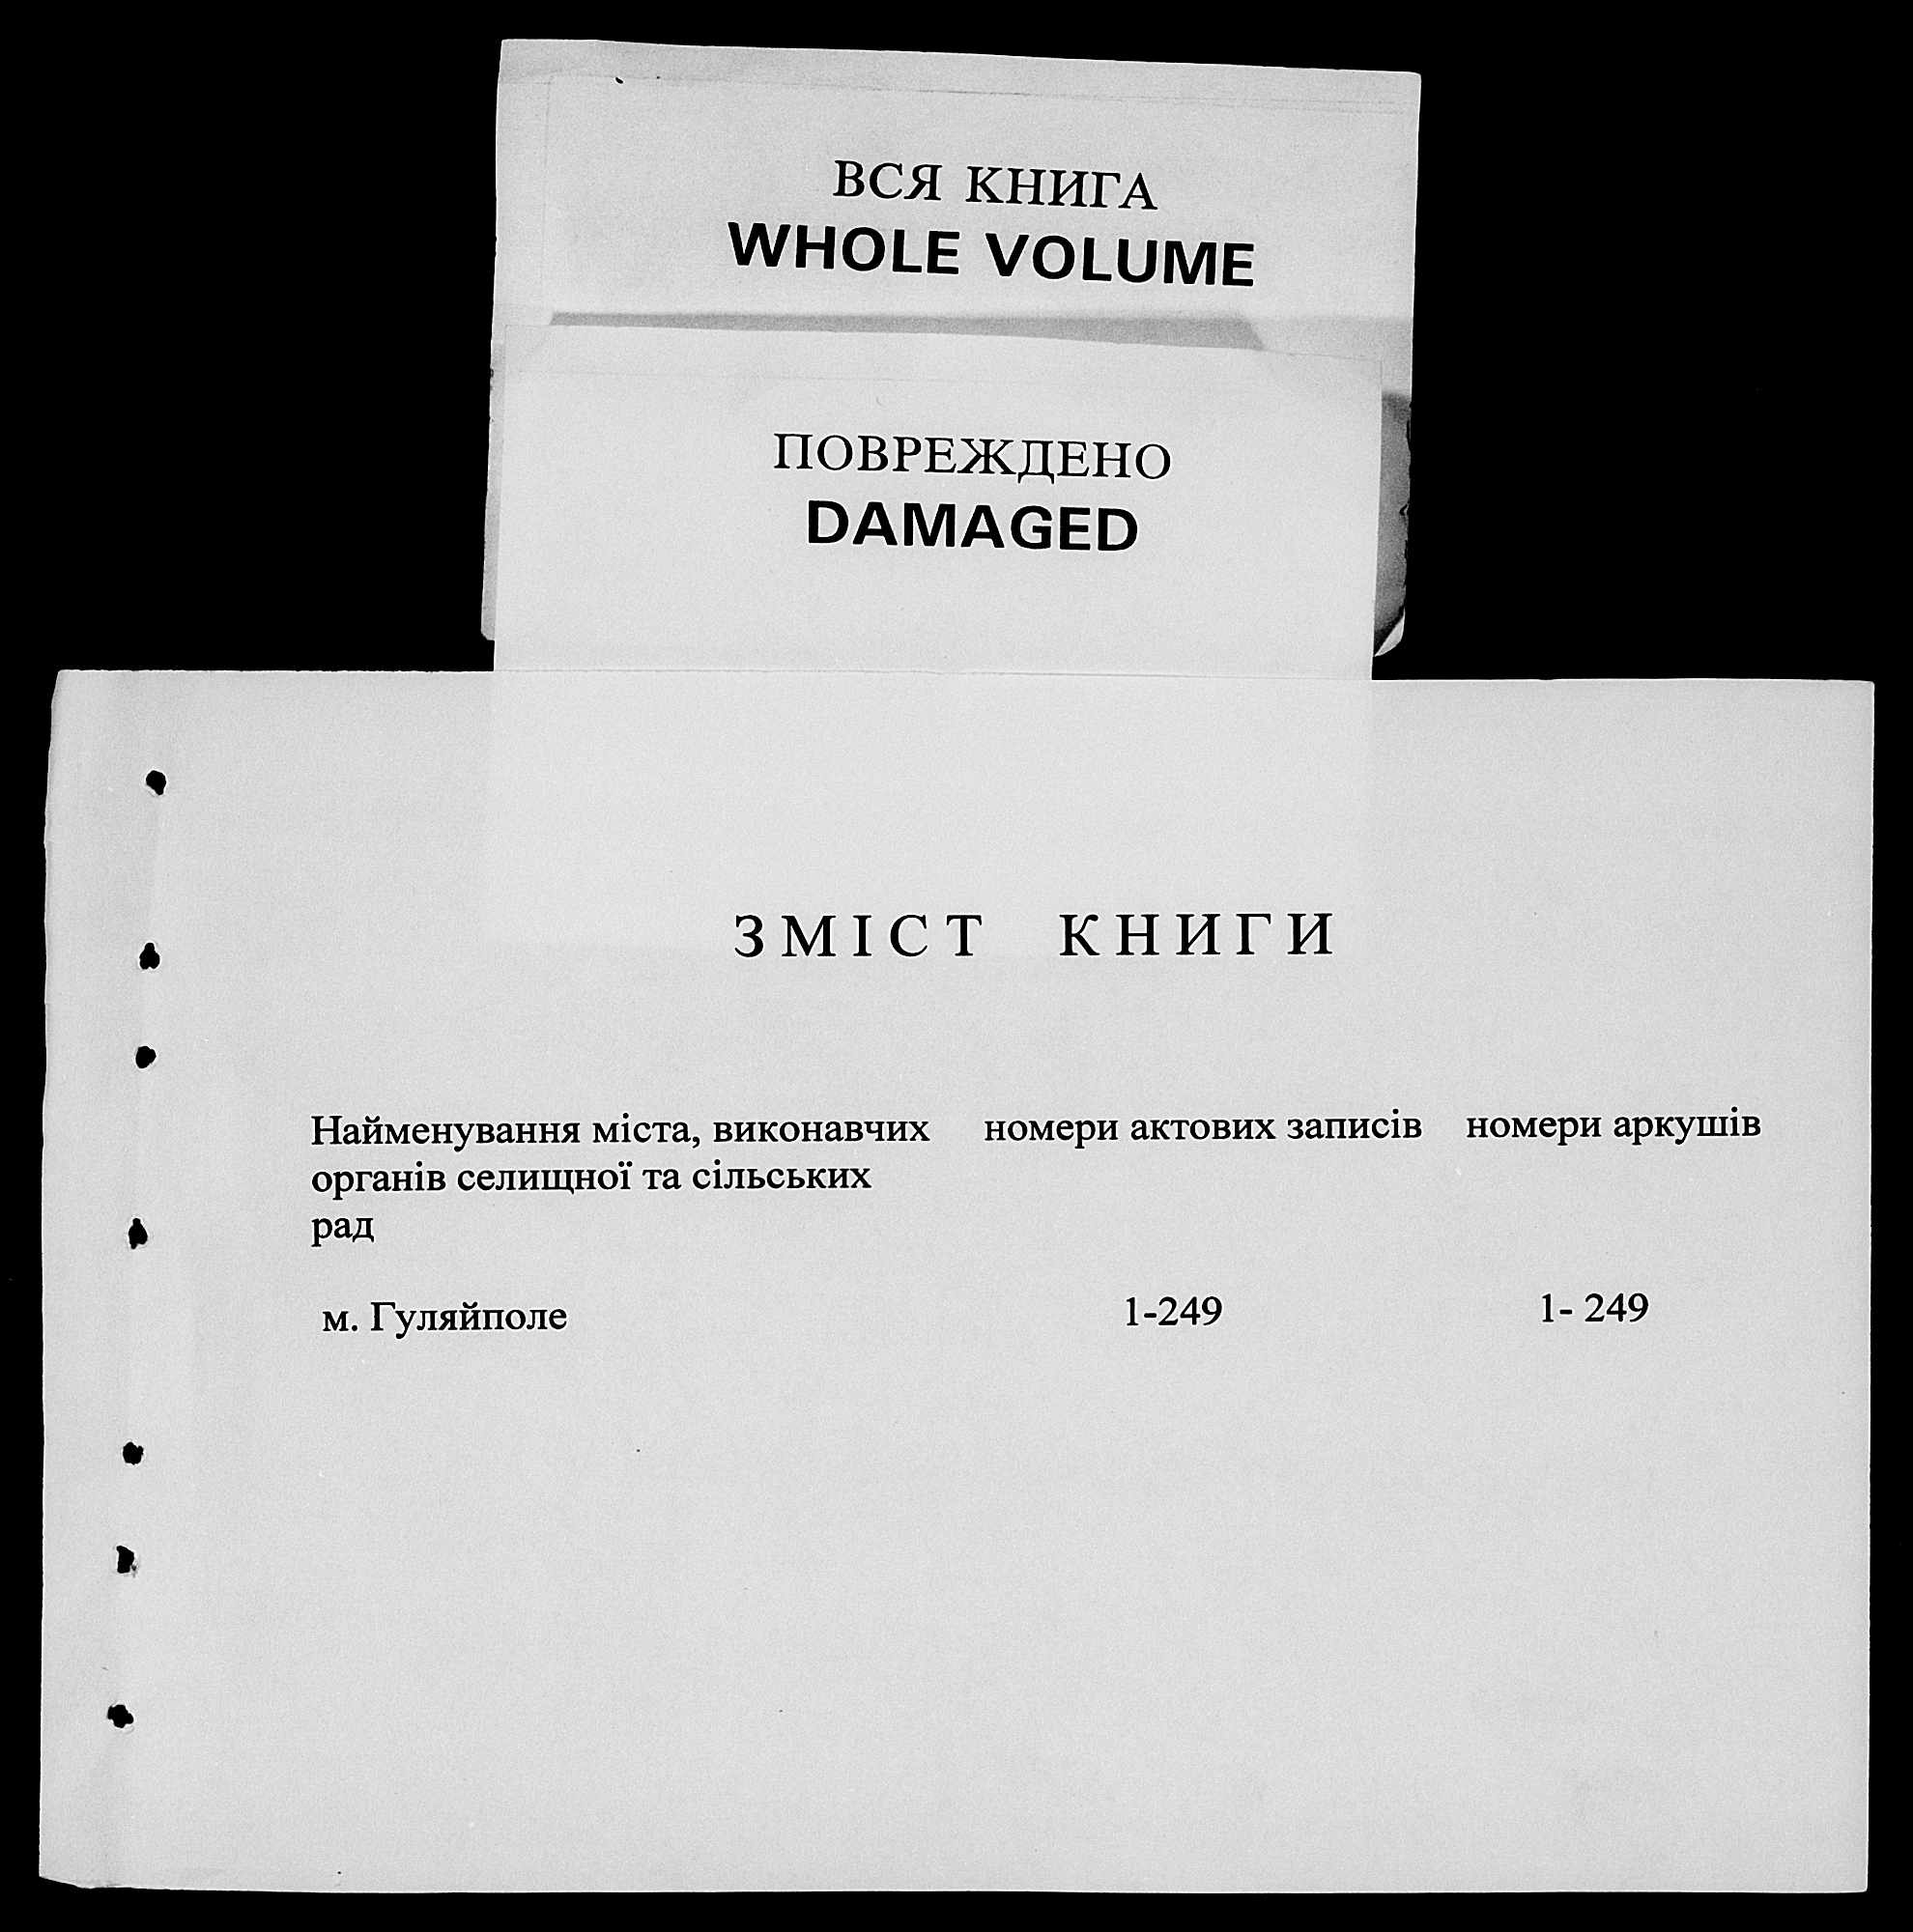 ВСЯ КНИГА
WHOLE VOLUME
ПОВРЕЖДЕНО
DAMAGED
ЗМІСТ КНИГИ
Найменування міста, виконавчих номери актових записів номери аркушів
органів селищної та сільських
рад
м. Гуляйполе 1-249 1- 249